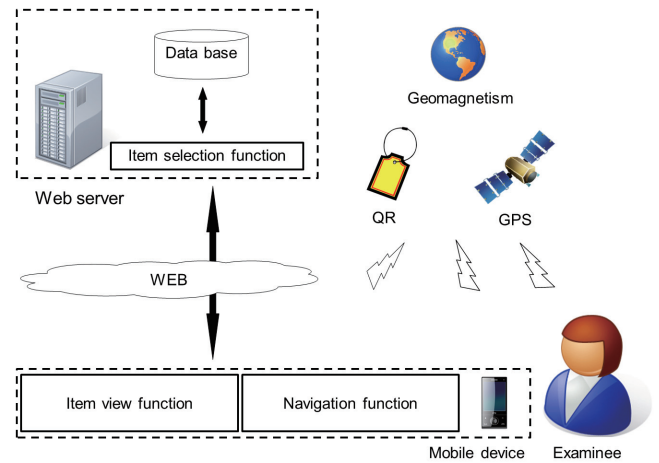 Data base
Geomagnetism
Item selection function
Web server
QR
GPS
WEB
Item view function
Navigation function
Mobile device
Examinee